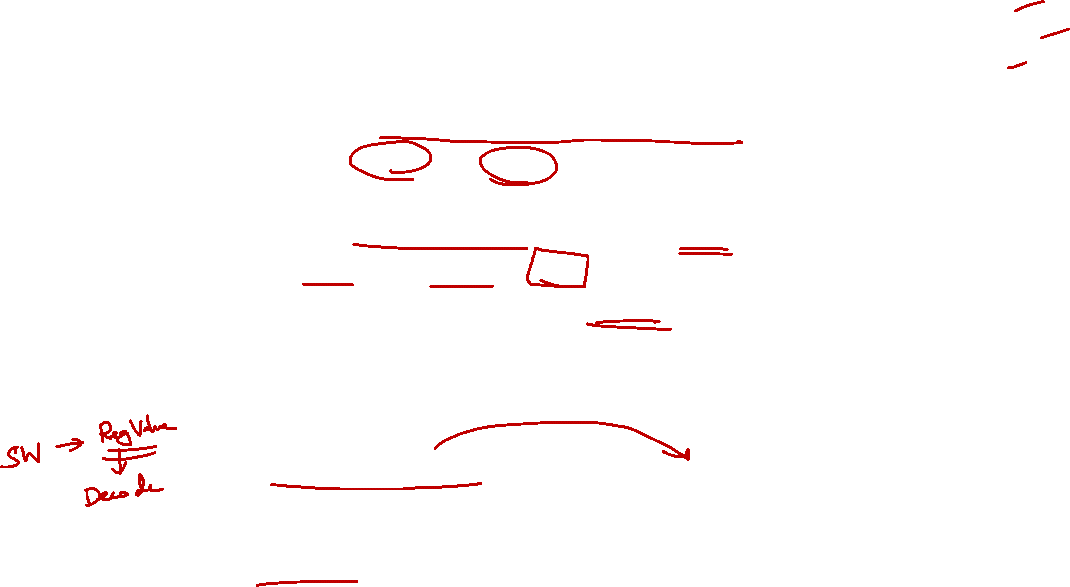 SW → Reg Value
↓
Decode